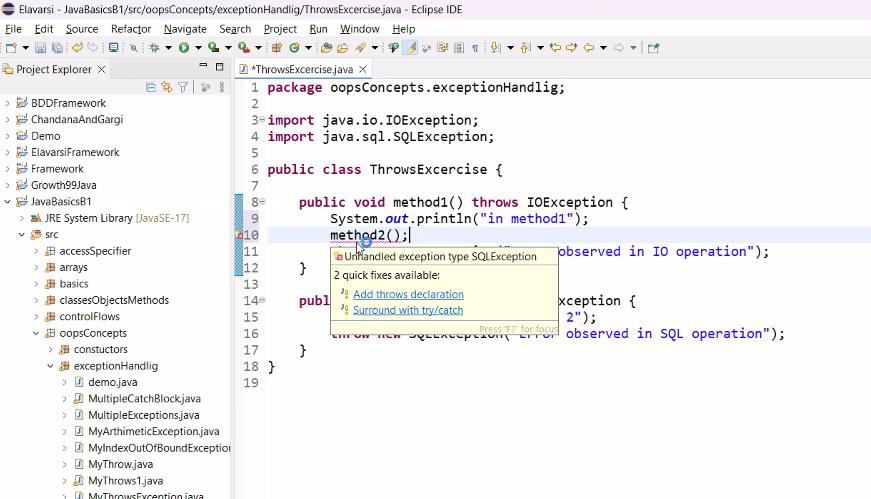 Elavarsi - JavaBasicsB1/src/oopsConcepts/exceptionHandlig/ThrowsExcercise.java - Eclipse IDE
File Edit Source Refactor Navigate Search Project Run Window Help
Project Explorer
*ThrowsExcercise.java
BDDFramework
ChandanaAndGargi
Demo
ElavarsiFramework
Framework
Growth99Java
JavaBasicsB1
JRE System Library [JavaSE-17]
src
accessSpecifier
arrays
basics
classesObjectsMethods
controlFlows
oopsConcepts
constuctors
exceptionHandlig
demo.java
MultipleCatchBlock.java
MultipleExceptions.java
MyArthimeticException.java
MyIndexOutOfBoundException
MyThrow.java
MyThrows1.java
MyThrowsException.java
1 package oopsConcepts.exceptionHandlig;
2
3 import java.io.IOException;
4 import java.sql.SQLException;
5
6 public class ThrowsExcercise {
7
8 public void method1() throws IOException {
9 System.out.println("in method1");
10 method2();
11 observed in IO operation");
12 }
13
14 publ xception {
15 2");
16 throw new SQLException("Error observed in SQL operation");
17 }
18 }
19
Unhandled exception type SQLException
2 quick fixes available:
Add throws declaration
Surround with try/catch
Press 'F2' for focus